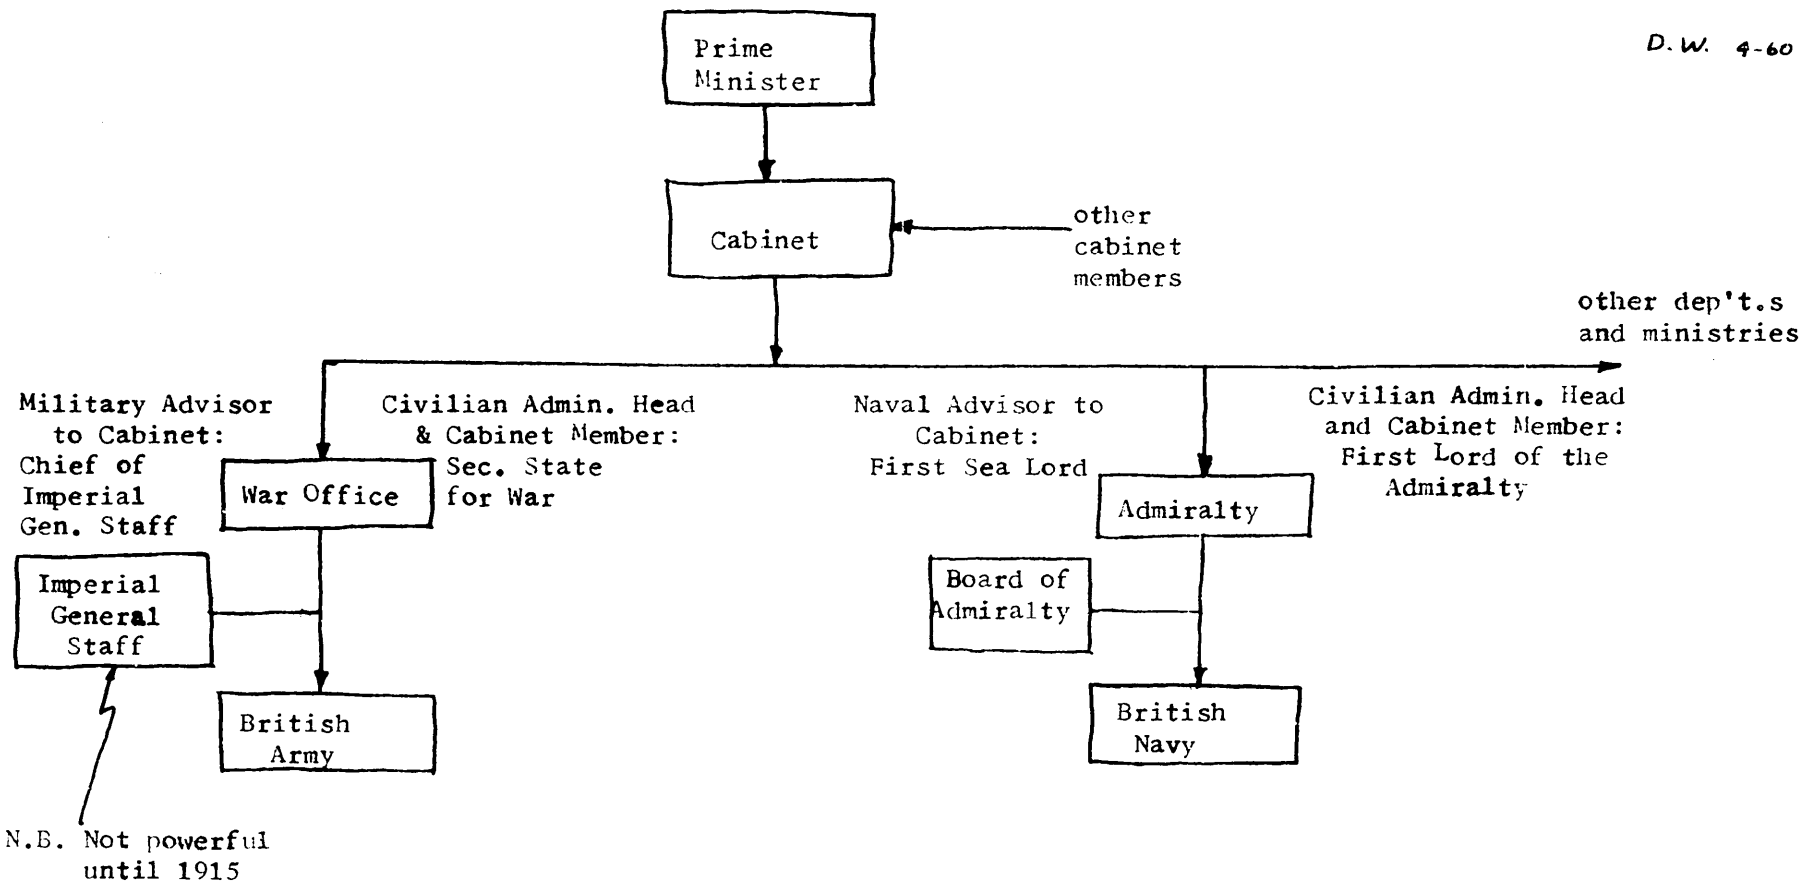 D.W. 4-60
Prime
Minister
Cabinet
other
cabinet
members
other dep't.s
and ministries
Military Advisor
to Cabinet:
Chief of
Imperial
Gen. Staff
Civilian Admin. Head
& Cabinet Member:
Sec. State
for War
War Office
Naval Advisor to
Cabinet:
First Sea Lord
Civilian Admin. Head
and Cabinet Member:
First Lord of the
Admiralty
Admiralty
Imperial
General
Staff
Board of
Admiralty
British
Army
British
Navy
N.B. Not powerful
until 1915